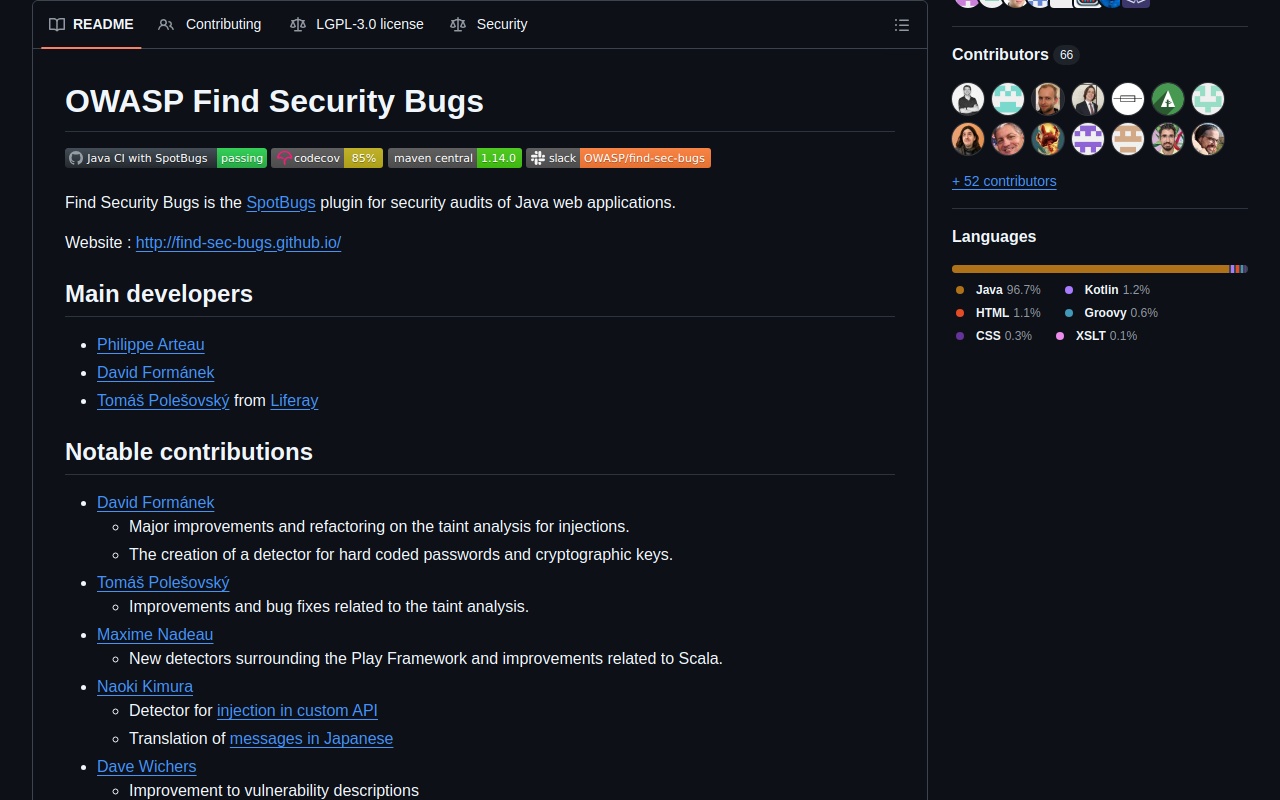 README
Contributing
LGPL-3.0 license
Security
OWASP Find Security Bugs
Java CI with SpotBugs passing
codecov 85%
maven central 1.14.0
slack OWASP/find-sec-bugs
Find Security Bugs is the SpotBugs plugin for security audits of Java web applications.
Website : http://find-sec-bugs.github.io/
Main developers
Philippe Arteau
David Formánek
Tomáš Polešovský from Liferay
Notable contributions
David Formánek
Major improvements and refactoring on the taint analysis for injections.
The creation of a detector for hard coded passwords and cryptographic keys.
Tomáš Polešovský
Improvements and bug fixes related to the taint analysis.
Maxime Nadeau
New detectors surrounding the Play Framework and improvements related to Scala.
Naoki Kimura
Detector for injection in custom API
Translation of messages in Japanese
Dave Wichers
Improvement to vulnerability descriptions
Contributors 66
+ 52 contributors
Languages
Java 96.7%
Kotlin 1.2%
HTML 1.1%
Groovy 0.6%
CSS 0.3%
XSLT 0.1%